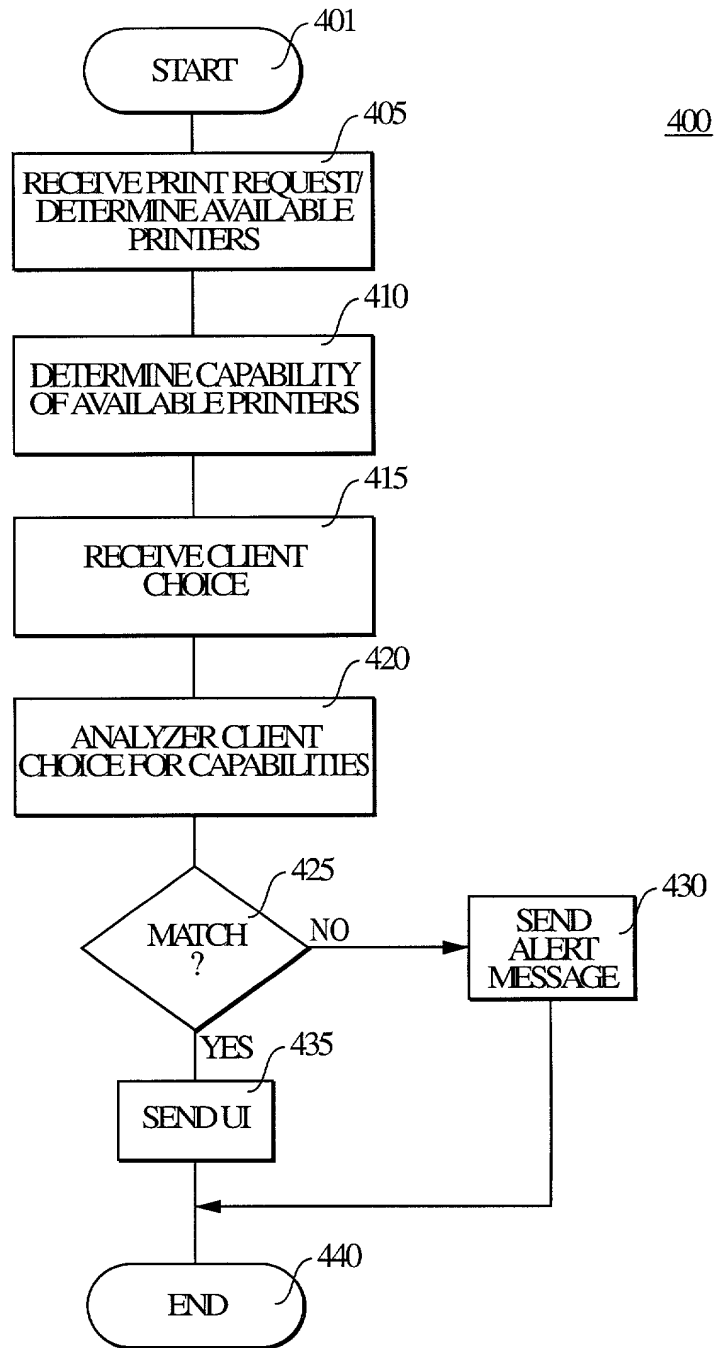 401
START
400
405
RECEIVE PRINT REQUEST/
DETERMINE AVAILABLE
PRINTERS
410
DETERMINE CAPABILITY
OF AVAILABLE PRINTERS
415
RECEIVE CLIENT
CHOICE
420
ANALYZER CLIENT
CHOICE FOR CAPABILITIES
425
MATCH
?
NO
430
SEND
ALERT
MESSAGE
YES
435
SEND UI
440
END